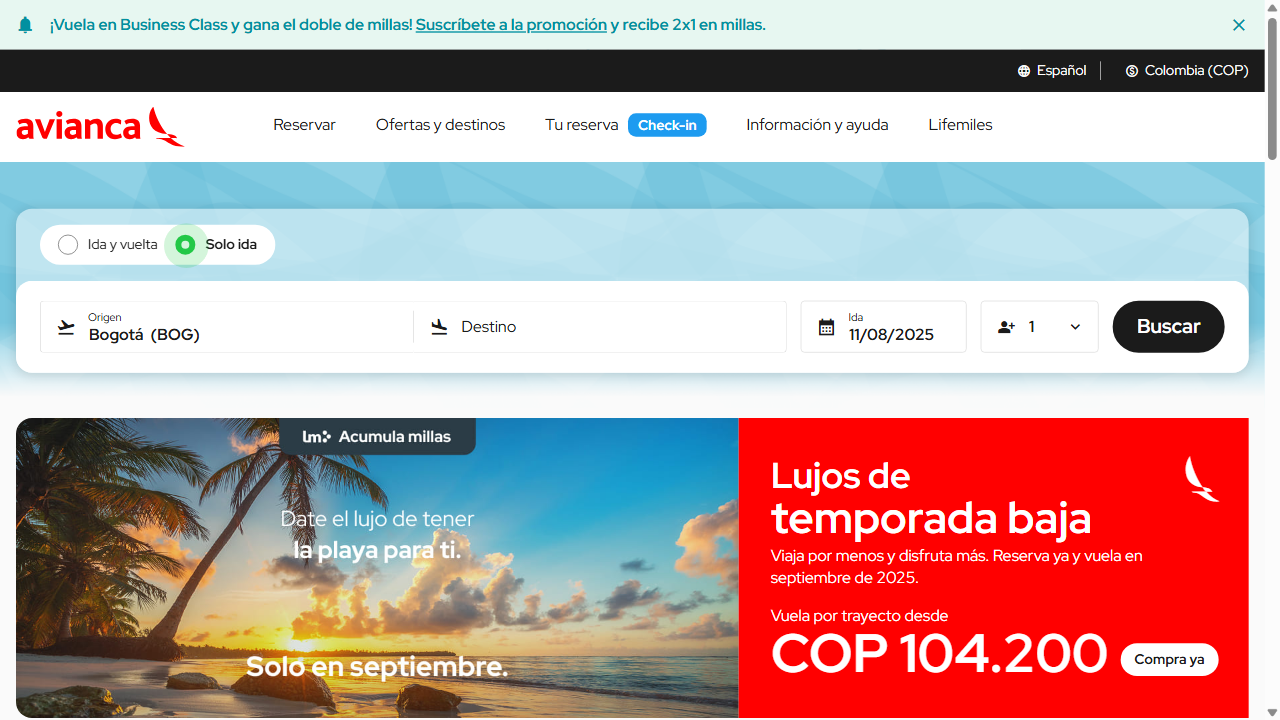 ¡Vuela en Business Class y gana el doble de millas! Suscríbete a la promoción y recibe 2x1 en millas.
Español
Colombia (COP)
avianca
Reservar
Ofertas y destinos
Tu reserva
Check-in
Información y ayuda
Lifemiles
Ida y vuelta
Solo ida
Origen
Bogotá (BOG)
Destino
Ida
11/08/2025
1
Buscar
lm Acumula millas
Date el lujo de tener
la playa para ti.
Solo en septiembre.
Lujos de
temporada baja
Viaja por menos y disfruta más. Reserva ya y vuela en
septiembre de 2025.
Vuela por trayecto desde
COP 104.200
Compra ya